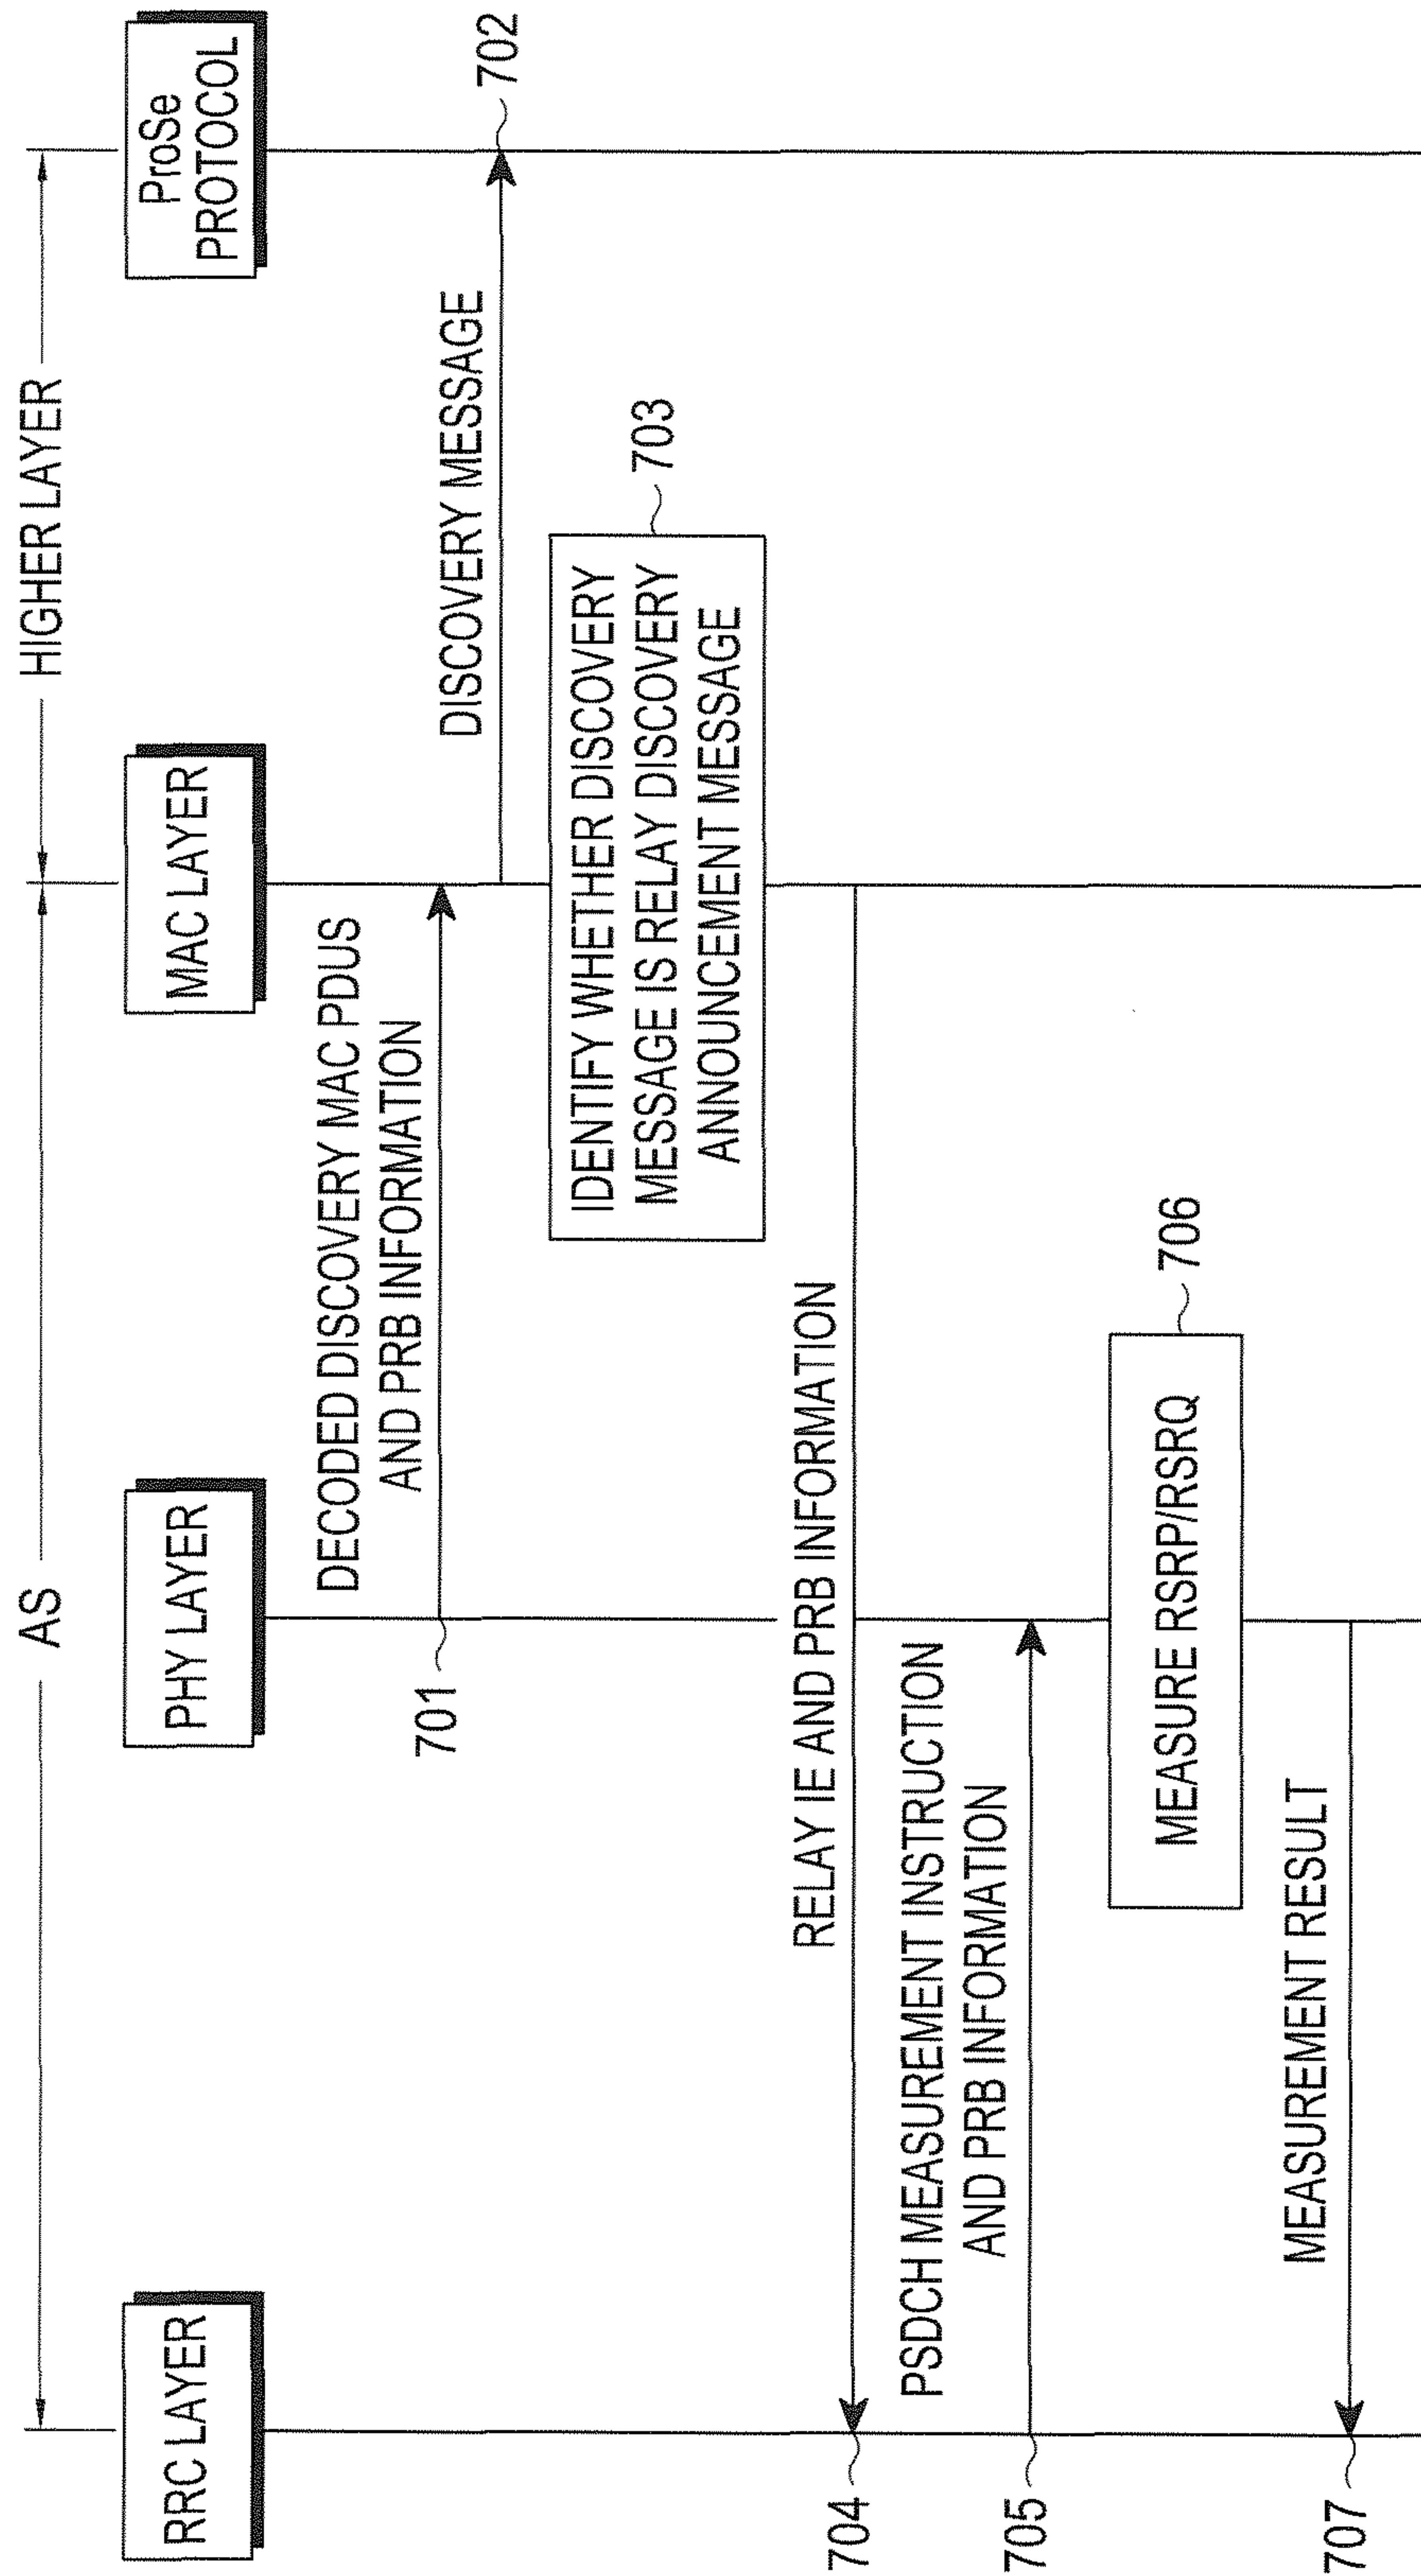 AS
HIGHER LAYER
RRC LAYER
PHY LAYER
MAC LAYER
ProSe
PROTOCOL
DECODED DISCOVERY MAC PDUS
AND PRB INFORMATION
701
DISCOVERY MESSAGE
702
IDENTIFY WHETHER DISCOVERY
MESSAGE IS RELAY DISCOVERY
ANNOUNCEMENT MESSAGE
703
RELAY IE AND PRB INFORMATION
704
PSDCH MEASUREMENT INSTRUCTION
AND PRB INFORMATION
705
MEASURE RSRP/RSRQ
706
MEASUREMENT RESULT
707